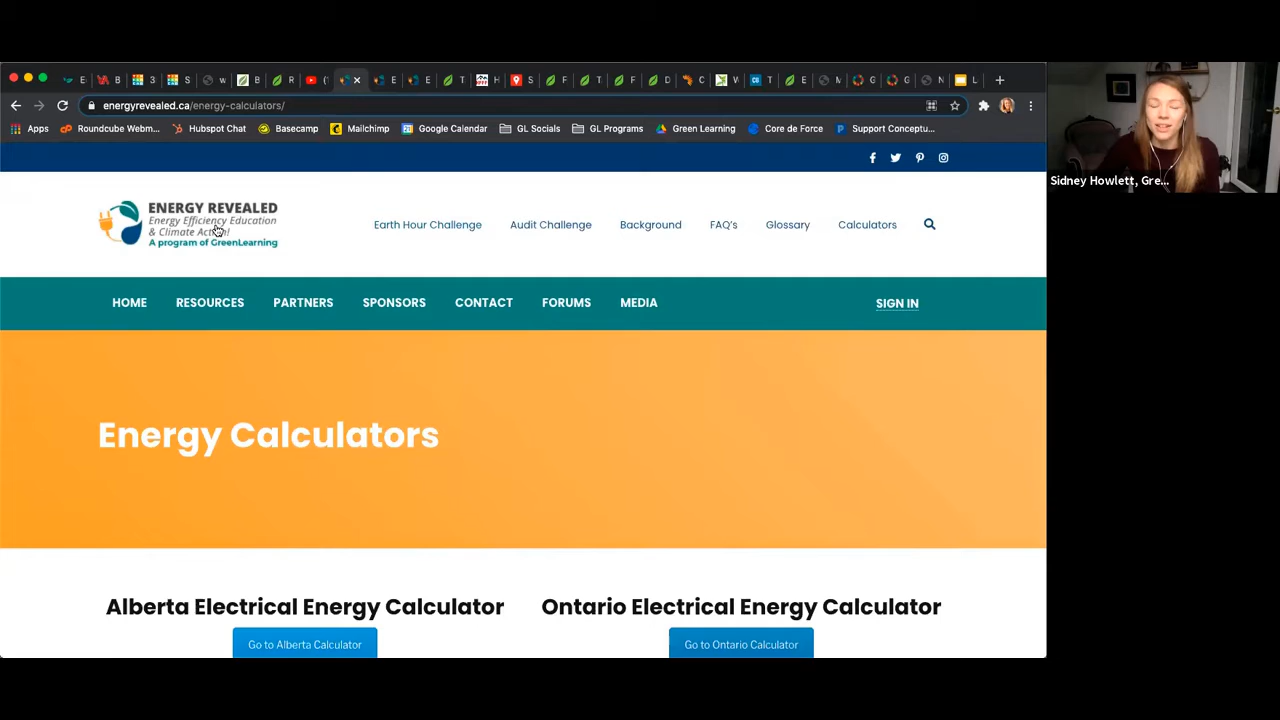 E
B
3
S
w
B
R
(
E
E
T
H
S
F
T
F
D
C
W
T
E
M
G
G
N
L
energyrevealed.ca/energy-calculators/
Apps
Roundcube Webm...
Hubspot Chat
Basecamp
Mailchimp
Google Calendar
GL Socials
GL Programs
Green Learning
Core de Force
Support Conceptu...
Sidney Howlett, Gre...
ENERGY REVEALED
Energy Efficiency Education
& Climate Action!
A program of GreenLearning
Earth Hour Challenge
Audit Challenge
Background
FAQ's
Glossary
Calculators
HOME
RESOURCES
PARTNERS
SPONSORS
CONTACT
FORUMS
MEDIA
SIGN IN
Energy Calculators
Alberta Electrical Energy Calculator
Ontario Electrical Energy Calculator
Go to Alberta Calculator
Go to Ontario Calculator